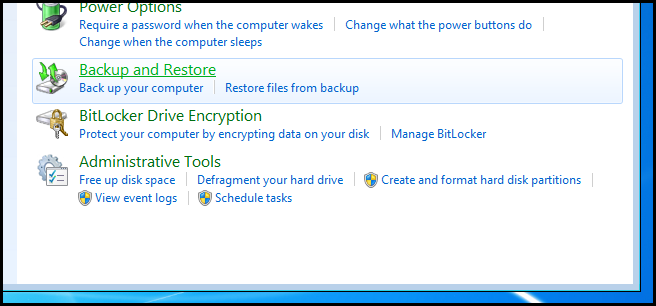 Power Options
Require a password when the computer wakes Change what the power buttons do
Change when the computer sleeps
Backup and Restore
Back up your computer Restore files from backup
BitLocker Drive Encryption
Protect your computer by encrypting data on your disk Manage BitLocker
Administrative Tools
Free up disk space Defragment your hard drive Create and format hard disk partitions
View event logs Schedule tasks